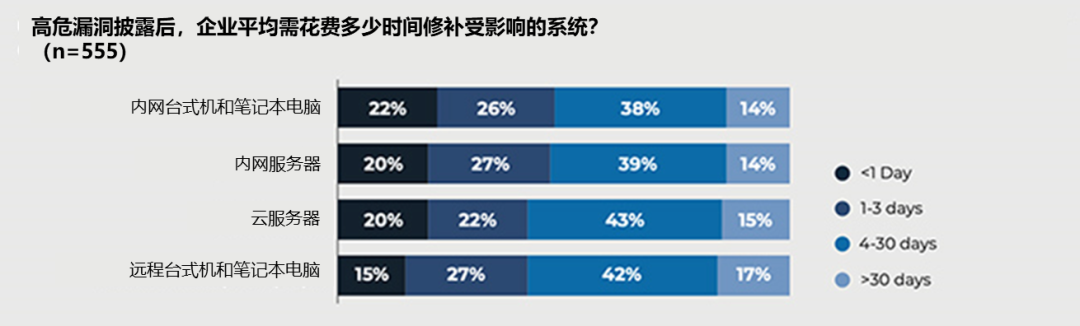 高危漏洞披露后，企业平均需花费多少时间修补受影响的系统？
（n=555）
内网台式机和笔记本电脑 22% 26% 38% 14%
内网服务器 20% 27% 39% 14%
<1 Day
云服务器 20% 22% 43% 15%
1-3 days
4-30 days
远程台式机和笔记本电脑 15% 27% 42% 17%
>30 days